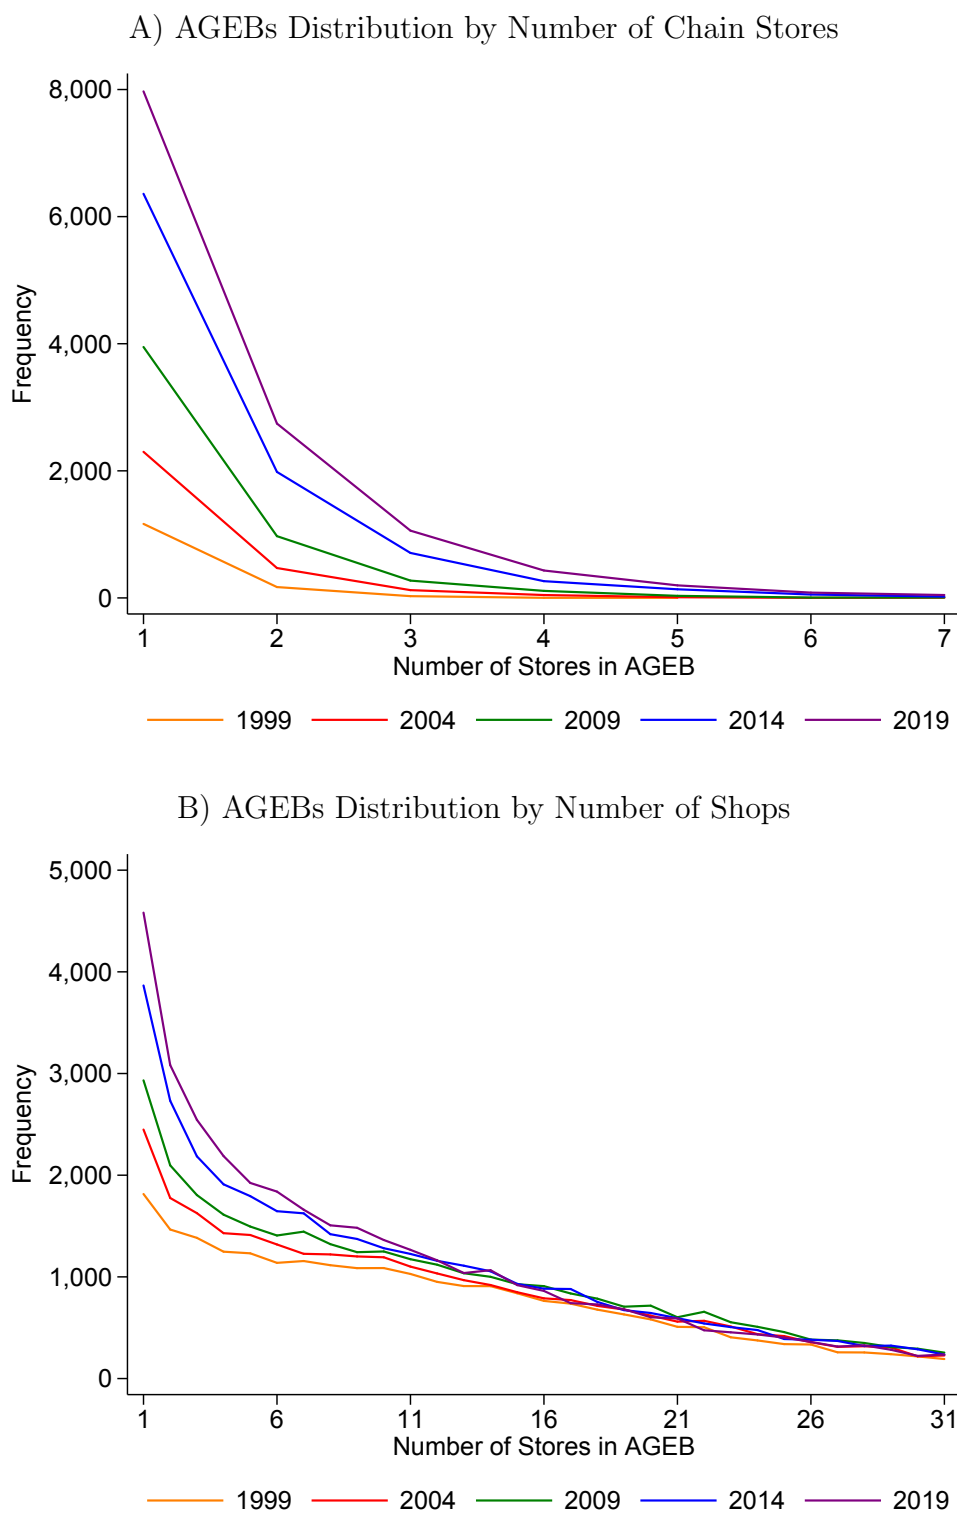 A) AGEBs Distribution by Number of Chain Stores
8,000
6,000
4,000
2,000
0
Frequency
1 2 3 4 5 6 7
Number of Stores in AGEB
1999 2004 2009 2014 2019
B) AGEBs Distribution by Number of Shops
5,000
4,000
3,000
2,000
1,000
0
Frequency
1 6 11 16 21 26 31
Number of Stores in AGEB
1999 2004 2009 2014 2019